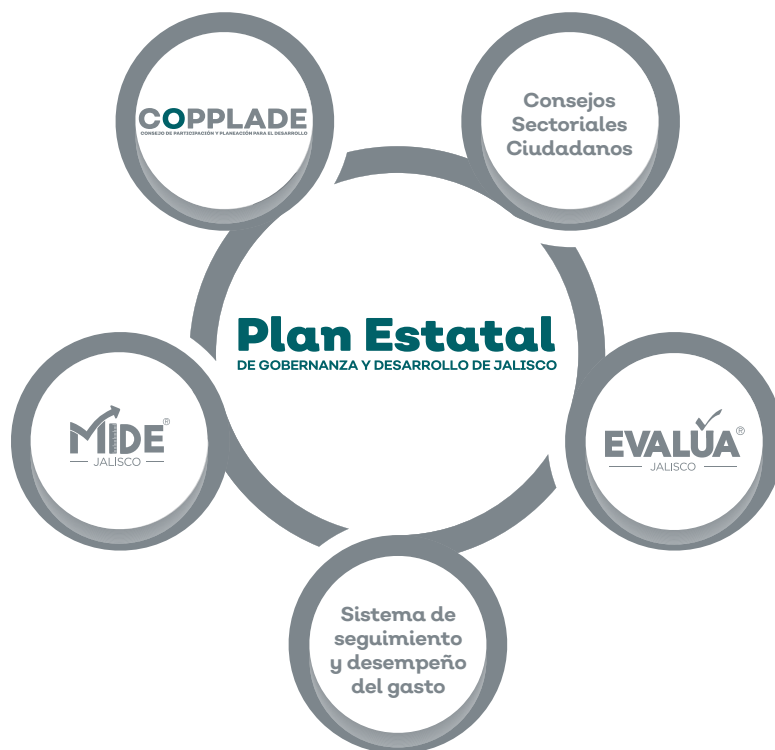 COPPLADE
CONSEJO DE PARTICIPACIÓN Y PLANEACIÓN PARA EL DESARROLLO
Consejos
Sectoriales
Ciudadanos
Plan Estatal
DE GOBERNANZA Y DESARROLLO DE JALISCO
MIDE®
JALISCO
EVALÚA®
JALISCO
Sistema de
seguimiento
y desempeño
del gasto